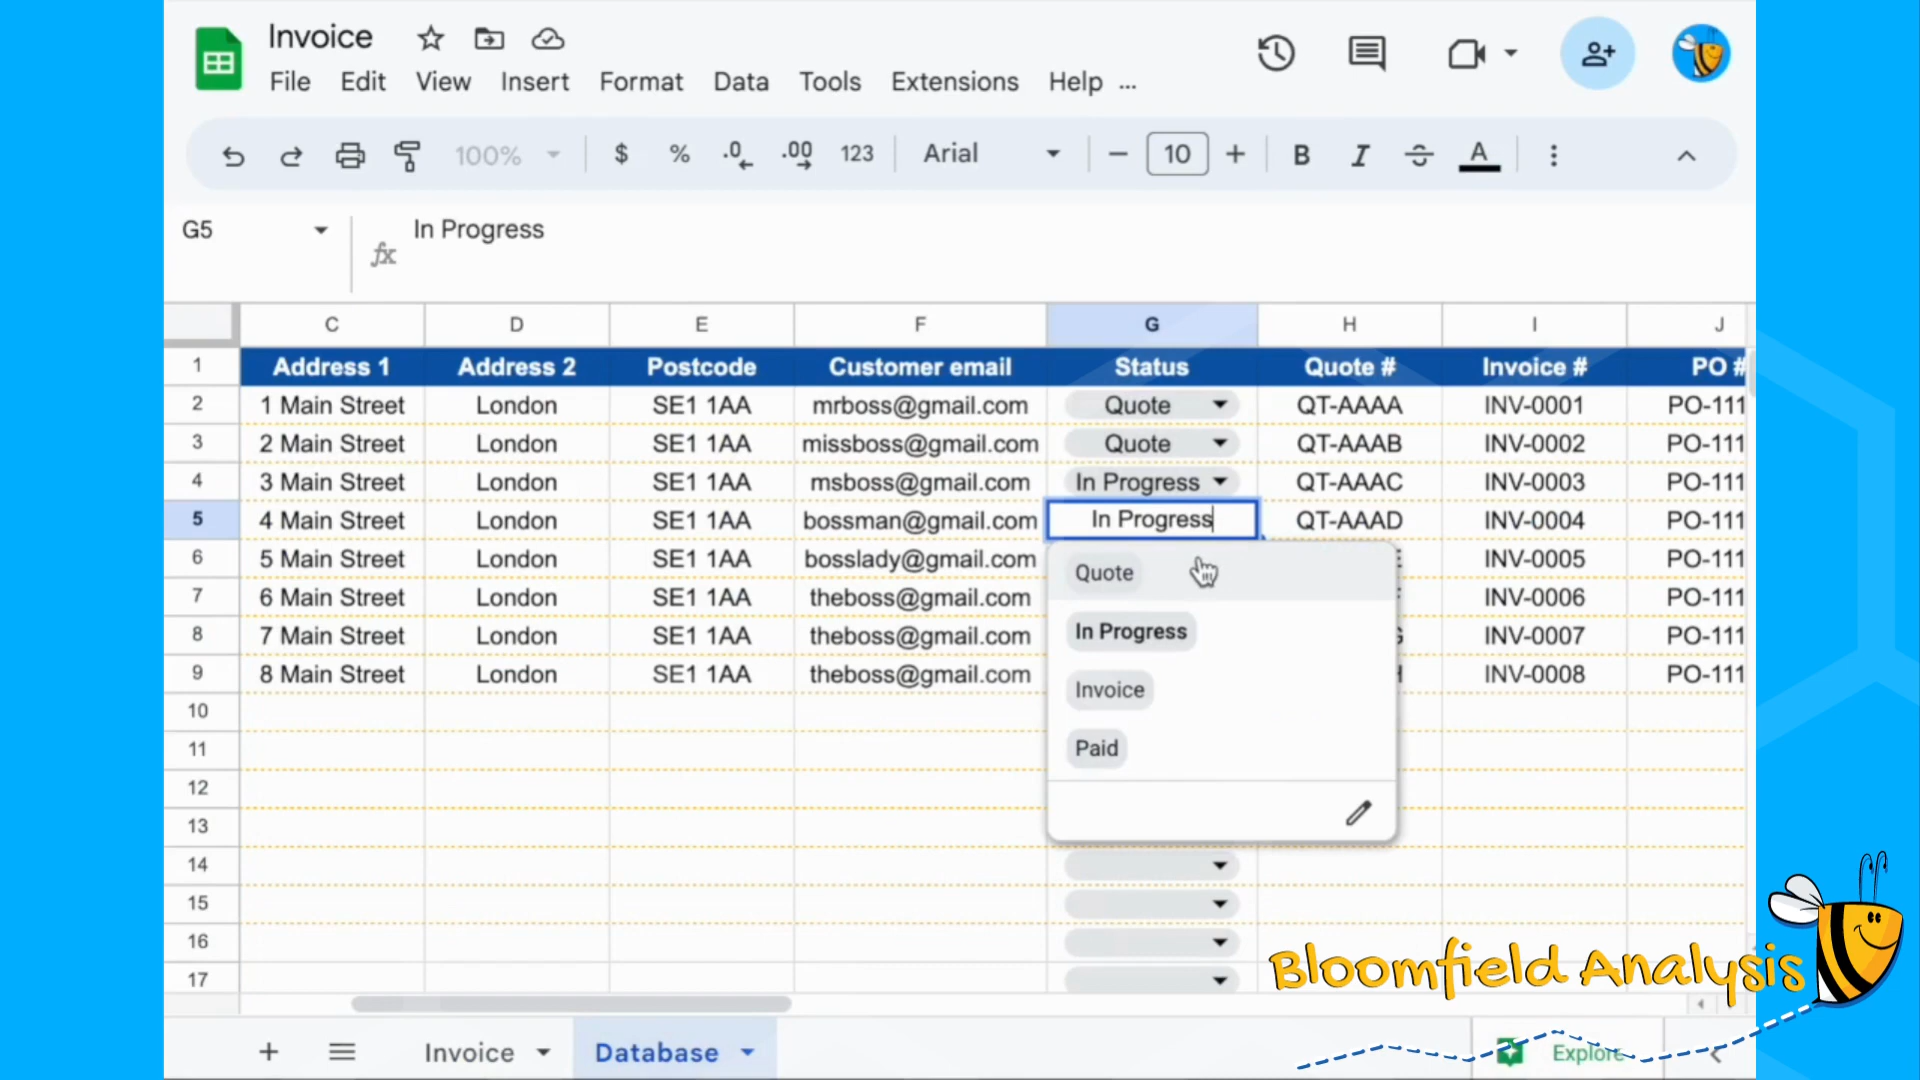 Invoice
File Edit View Insert Format Data Tools Extensions Help ...
100% $ % .0 .00 123 Arial 10 B I A
G5 In Progress
C D E F G H I J
1 Address 1 Address 2 Postcode Customer email Status Quote # Invoice # PO #
2 1 Main Street London SE1 1AA mrboss@gmail.com Quote QT-AAAA INV-0001 PO-111
3 2 Main Street London SE1 1AA missboss@gmail.com Quote QT-AAAB INV-0002 PO-111
4 3 Main Street London SE1 1AA msboss@gmail.com In Progress QT-AAAC INV-0003 PO-111
5 4 Main Street London SE1 1AA bossman@gmail.com In Progress QT-AAAD INV-0004 PO-111
6 5 Main Street London SE1 1AA bosslady@gmail.com INV-0005 PO-111
Quote
7 6 Main Street London SE1 1AA theboss@gmail.com INV-0006 PO-111
8 7 Main Street London SE1 1AA theboss@gmail.com In Progress INV-0007 PO-111
9 8 Main Street London SE1 1AA theboss@gmail.com INV-0008 PO-111
Invoice
10
11
Paid
12
13
14
15
16
17
Bloomfield Analysis
Invoice Database Explore